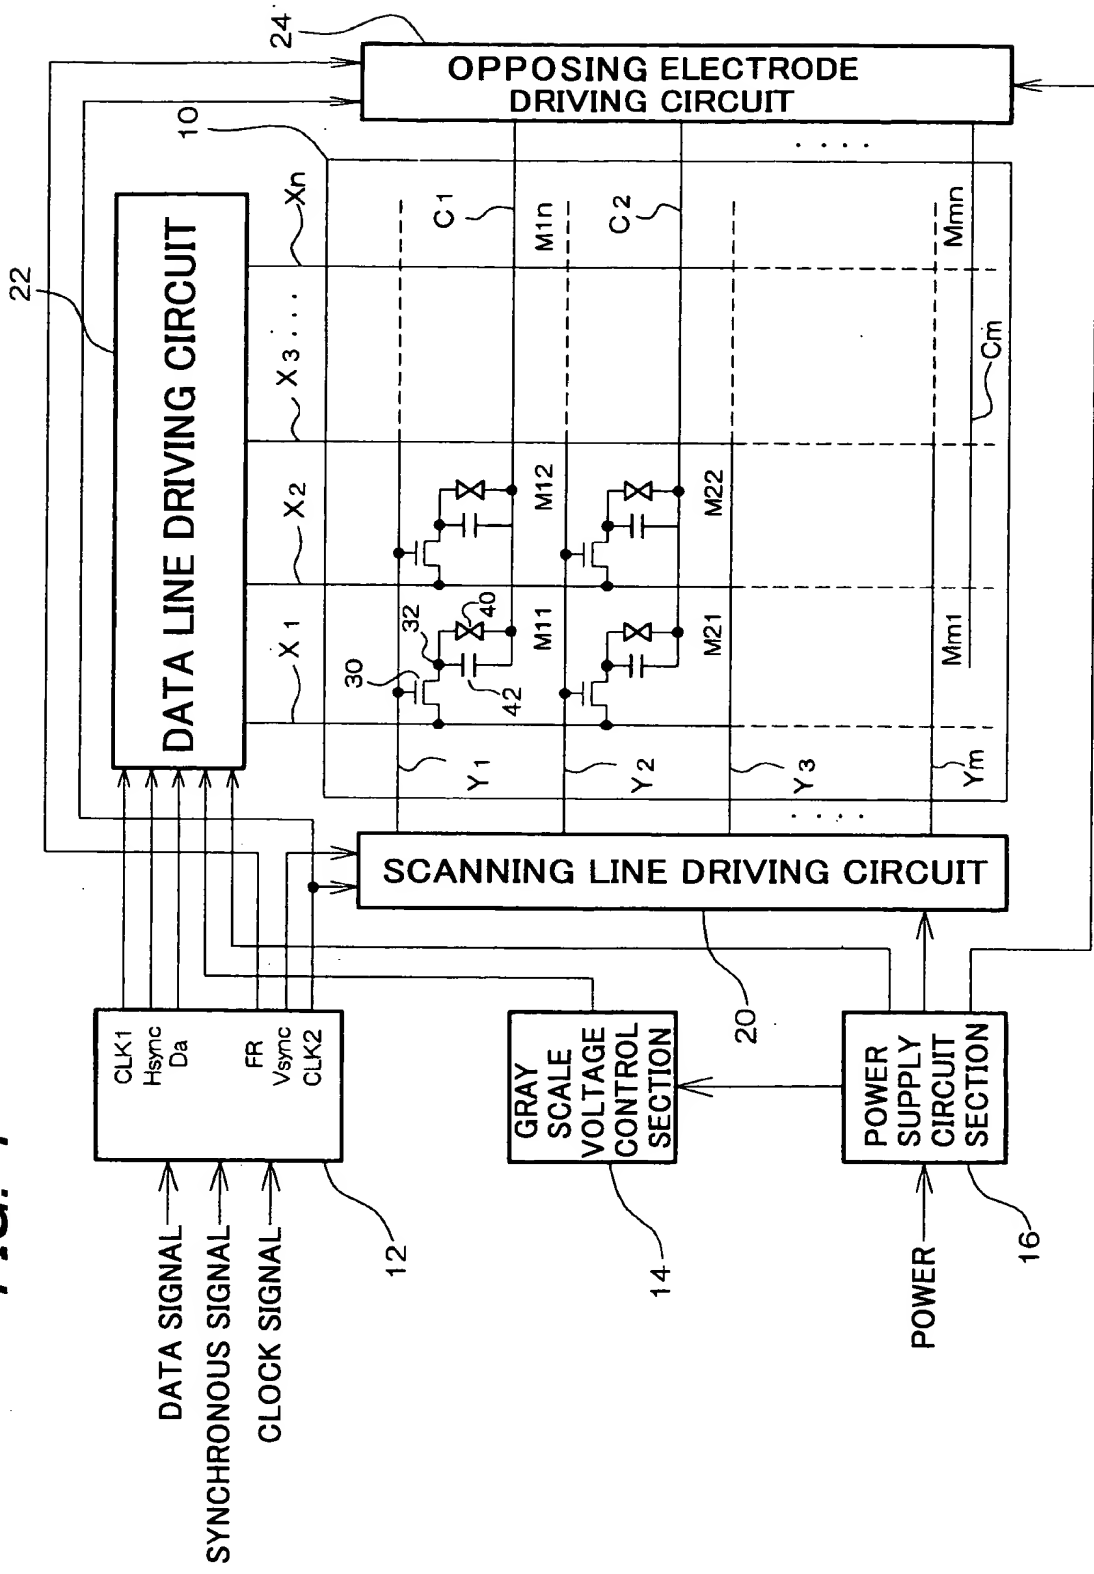 22
24
10
OPPOSING ELECTRODE
DRIVING CIRCUIT
DATA LINE DRIVING CIRCUIT
X1
X2
X3
....
Xn
30
32
40
42
C1
M11
M12
M1n
C2
M21
M22
Mm1
Mmn
Cm
Y1
Y2
Y3
Ym
....
....
SCANNING LINE DRIVING CIRCUIT
20
CLK1
Hsync
Da
FR
Vsync
CLK2
12
DATA SIGNAL
SYNCHRONOUS SIGNAL
CLOCK SIGNAL
GRAY
SCALE
VOLTAGE
CONTROL
SECTION
14
POWER
SUPPLY
CIRCUIT
SECTION
16
POWER